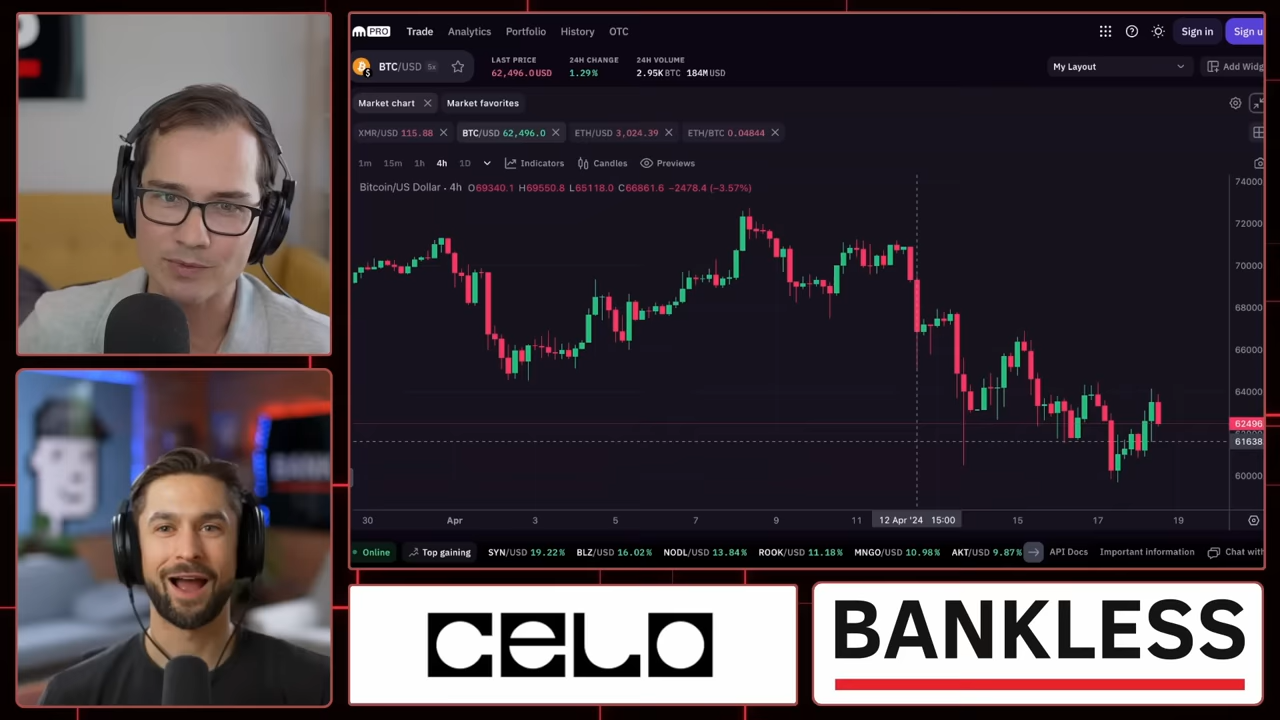 PRO Trade Analytics Portfolio History OTC Sign in Sign u
BTC/USD 5x
LAST PRICE 24H CHANGE 24H VOLUME
62,496.0 USD 1.29% 2.95K BTC 184M USD
My Layout Add Widg
Market chart Market favorites
XMR/USD 115.88 BTC/USD 62,496.0 ETH/USD 3,024.39 ETH/BTC 0.04844
1m 15m 1h 4h 1D Indicators Candles Previews
Bitcoin/US Dollar . 4h O69340.1 H69550.8 L65118.0 C66861.6 −2478.4 (−3.57%)
74000
72000
70000
68000
66000
64000
62496
61638
60000
30 Apr 3 5 7 9 11 12 Apr '24 15:00 15 17 19
Online Top gaining SYN/USD 19.22% BLZ/USD 16.02% NODL/USD 13.84% ROOK/USD 11.18% MNGO/USD 10.98% AKT/USD 9.87% API Docs Important information Chat with
CELO
BANKLESS